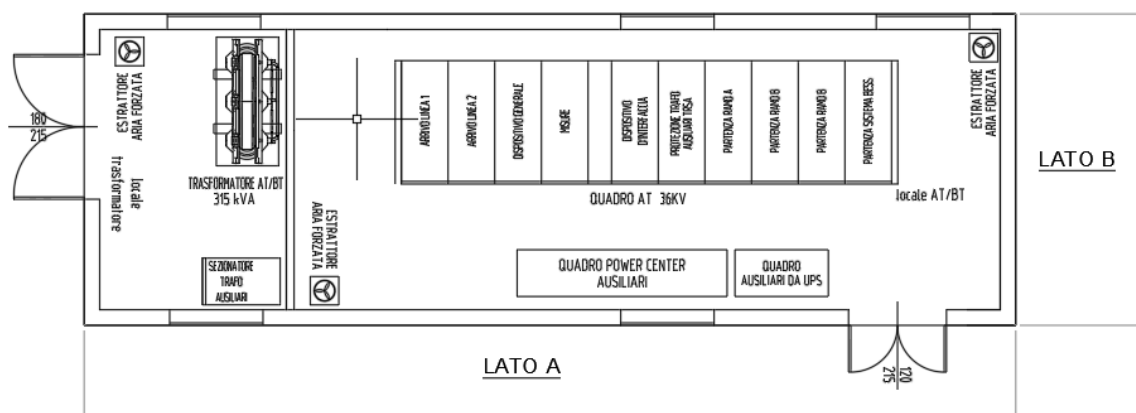 ESTRATTORE
ARIA FORZATA
180
215
locale
trasformatore
TRASFORMATORE AT/BT
315 kVA
SEZIONATORE
TRAFO
AUSILIARI
ESTRATTORE
ARIA FORZATA
ARRIVO LINEA 1
ARRIVO LINEA 2
DISPOSITIVO GENERALE
MISURE
DISPOSITIVO
D'INTERFACCIA
PROTEZIONE TRAFO
AUSILIARI TRSA
PARTENZA RAMO A
PARTENZA RAMO B
PARTENZA RAMO B
PARTENZA SISTEMA BESS
QUADRO AT 36KV
locale AT/BT
ESTRATTORE
ARIA FORZATA
QUADRO POWER CENTER
AUSILIARI
QUADRO
AUSILIARI DA UPS
120
215
LATO B
LATO A